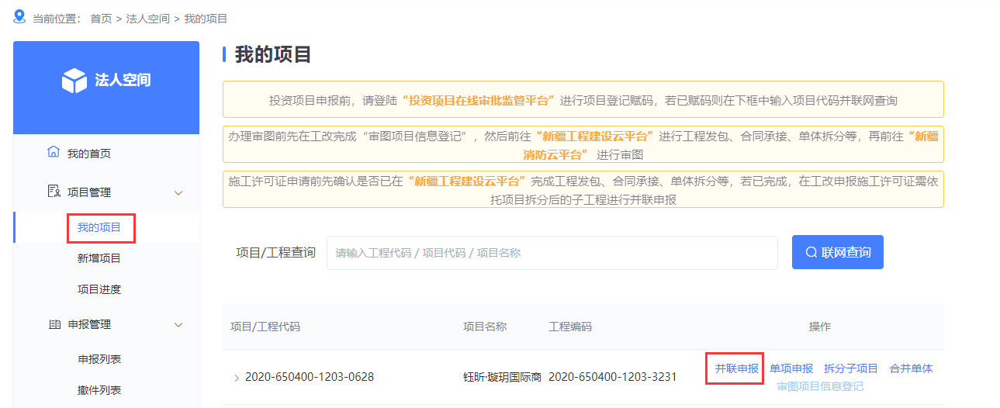 当前位置： 首页 > 法人空间 > 我的项目
法人空间
我的首页
项目管理
我的项目
新增项目
项目进度
申报管理
申报列表
撤件列表
我的项目
投资项目申报前，请登陆“投资项目在线审批监管平台”进行项目登记赋码，若已赋码则在下框中输入项目代码并联网查询
办理审图前先在工改完成“审图项目信息登记”，然后前往“新疆工程建设云平台”进行工程发包、合同承接、单体拆分等，再前往“新疆
消防云平台” 进行审图
施工许可证申请前先确认是否已在“新疆工程建设云平台”完成工程发包、合同承接、单体拆分等，若已完成，在工改申报施工许可证需依
托项目拆分后的子工程进行并联申报
项目/工程查询 请输入工程代码 / 项目代码 / 项目名称 联网查询
项目/工程代码 项目名称 工程编码 操作
2020-650400-1203-0628 钰昕·璇玥国际商 2020-650400-1203-3231 并联申报 单项申报 拆分子项目 合并单体
审图项目信息登记